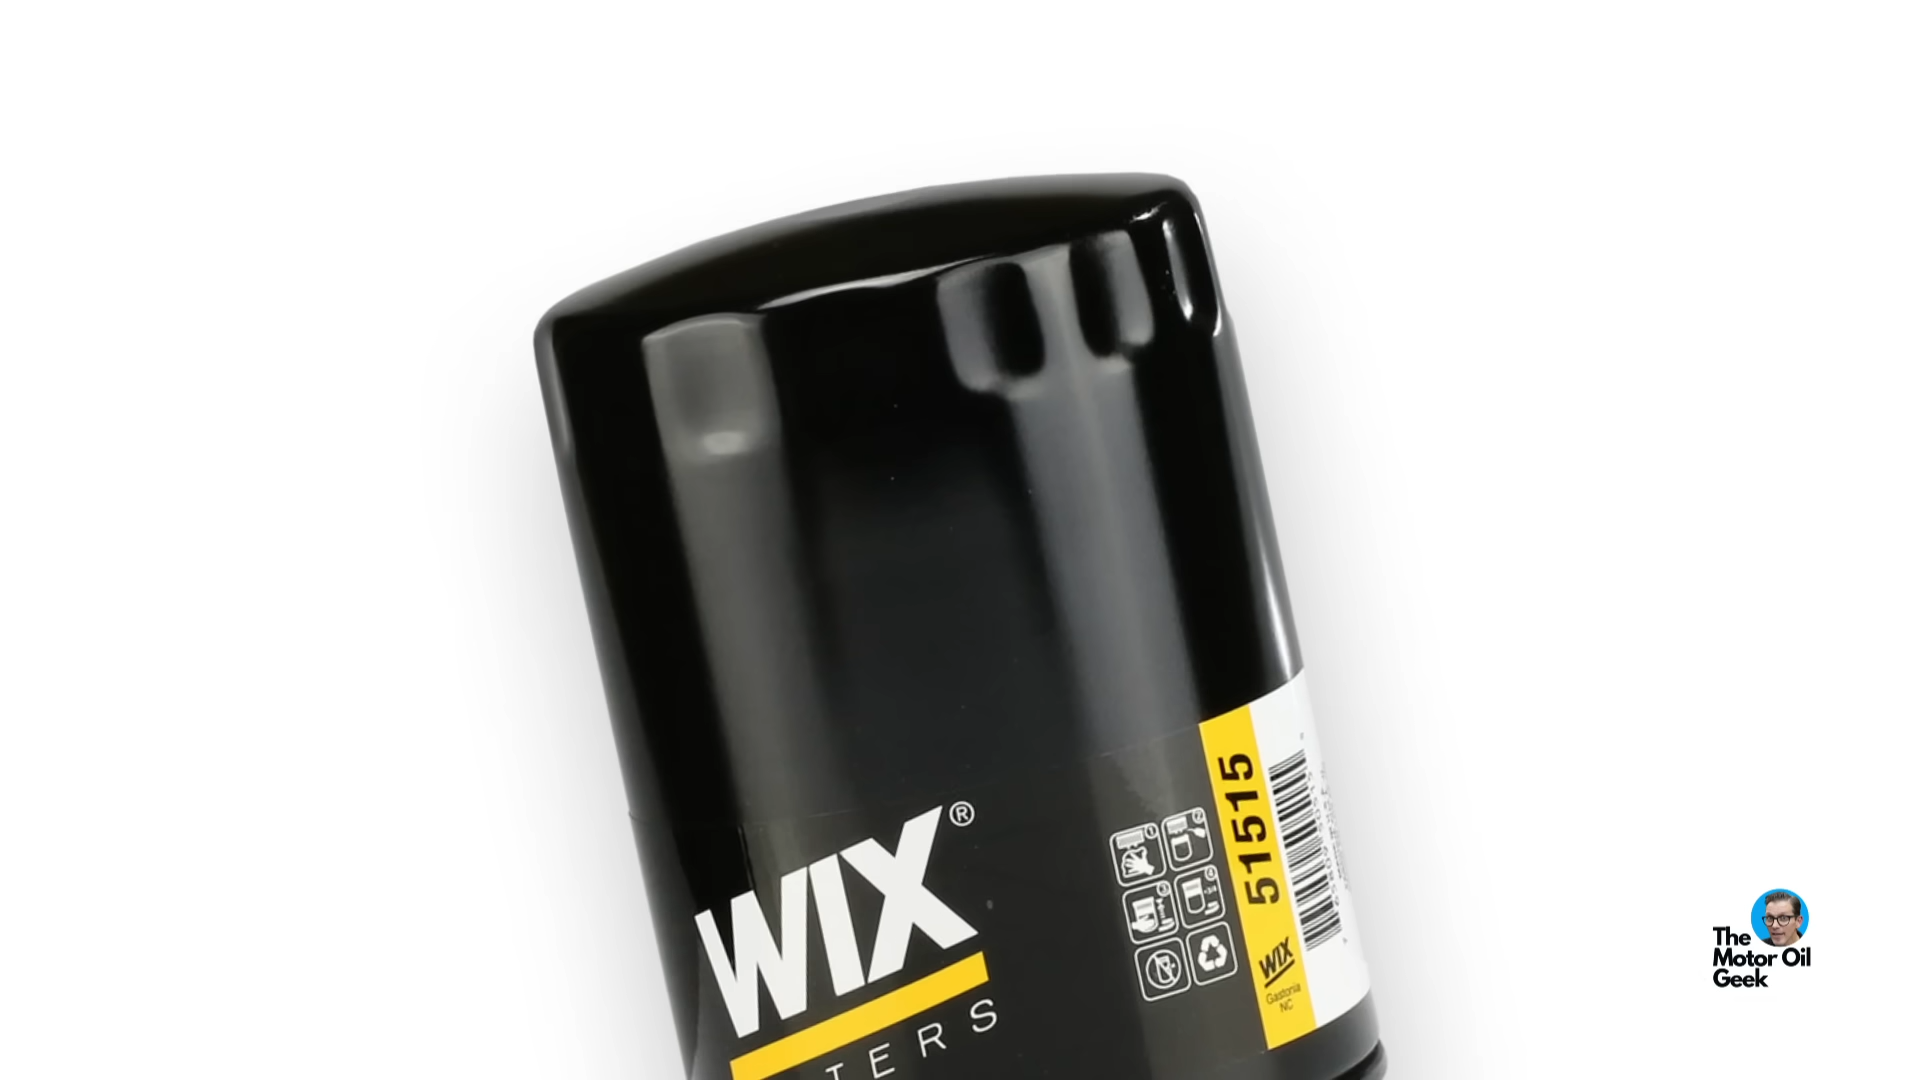 WIX®
TERS
51515
WIX
Gastonia
NC
The
Motor Oil
Geek